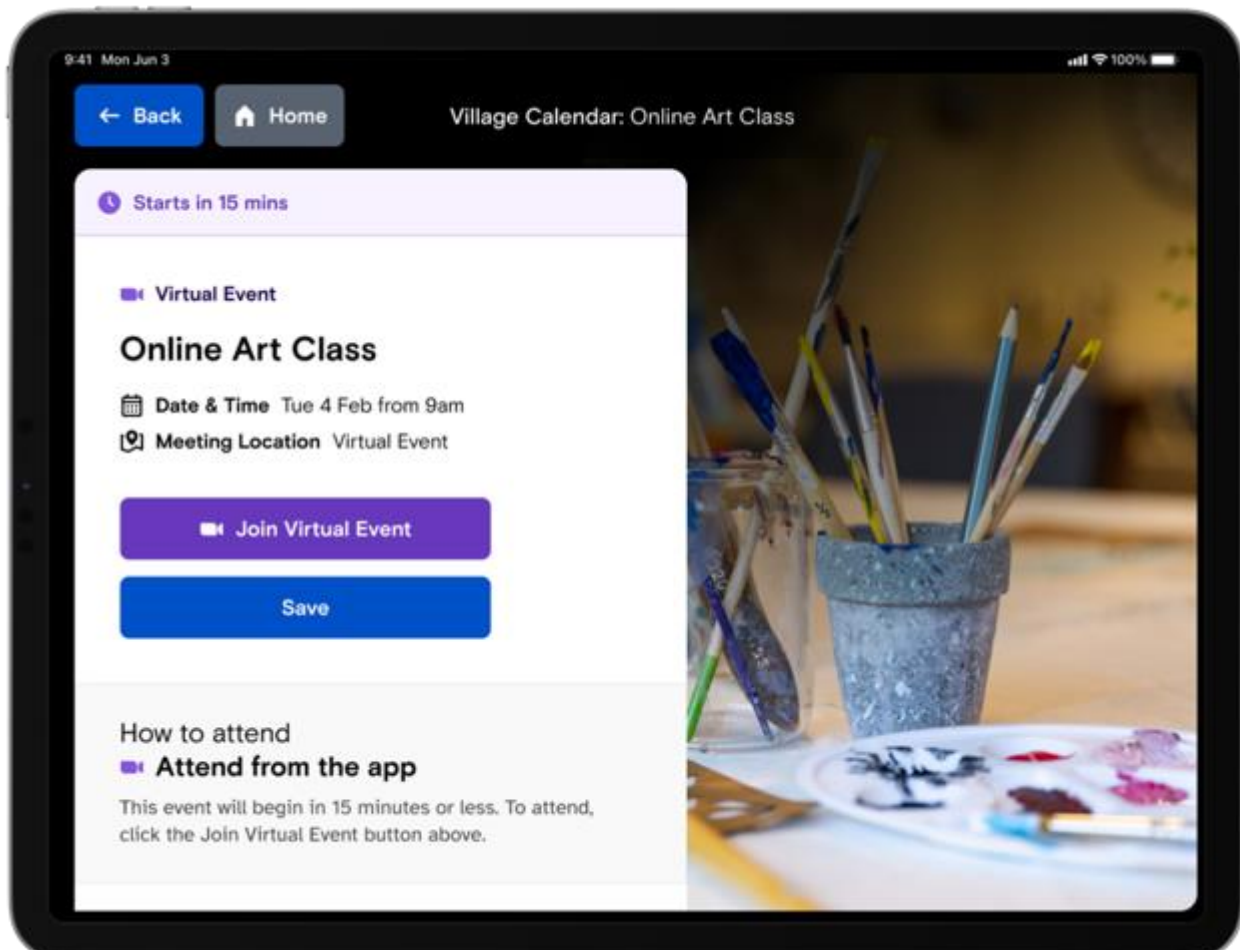 9:41 Mon Jun 3
100%
Back
Home
Village Calendar: Online Art Class
Starts in 15 mins
Virtual Event
Online Art Class
Date & Time Tue 4 Feb from 9am
Meeting Location Virtual Event
Join Virtual Event
Save
How to attend
Attend from the app
This event will begin in 15 minutes or less. To attend,
click the Join Virtual Event button above.